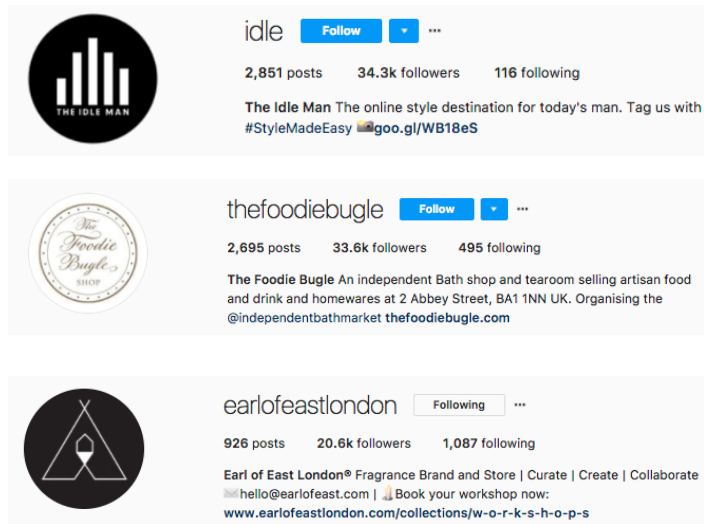 idle Follow ▼ •••
2,851 posts 34.3k followers 116 following
THE IDLE MAN
The Idle Man The online style destination for today's man. Tag us with
#StyleMadeEasy 📷goo.gl/WB18eS
thefoodiebugle Follow ▼ •••
The
Foodie
Bugle
SHOP
2,695 posts 33.6k followers 495 following
The Foodie Bugle An independent Bath shop and tearoom selling artisan food
and drink and homewares at 2 Abbey Street, BA1 1NN UK. Organising the
@independentbathmarket thefoodiebugle.com
earlofeastlondon Following •••
926 posts 20.6k followers 1,087 following
Earl of East London® Fragrance Brand and Store | Curate | Create | Collaborate
✉️hello@earlofeast.com | 🕯️Book your workshop now:
www.earlofeastlondon.com/collections/w-o-r-k-s-h-o-p-s